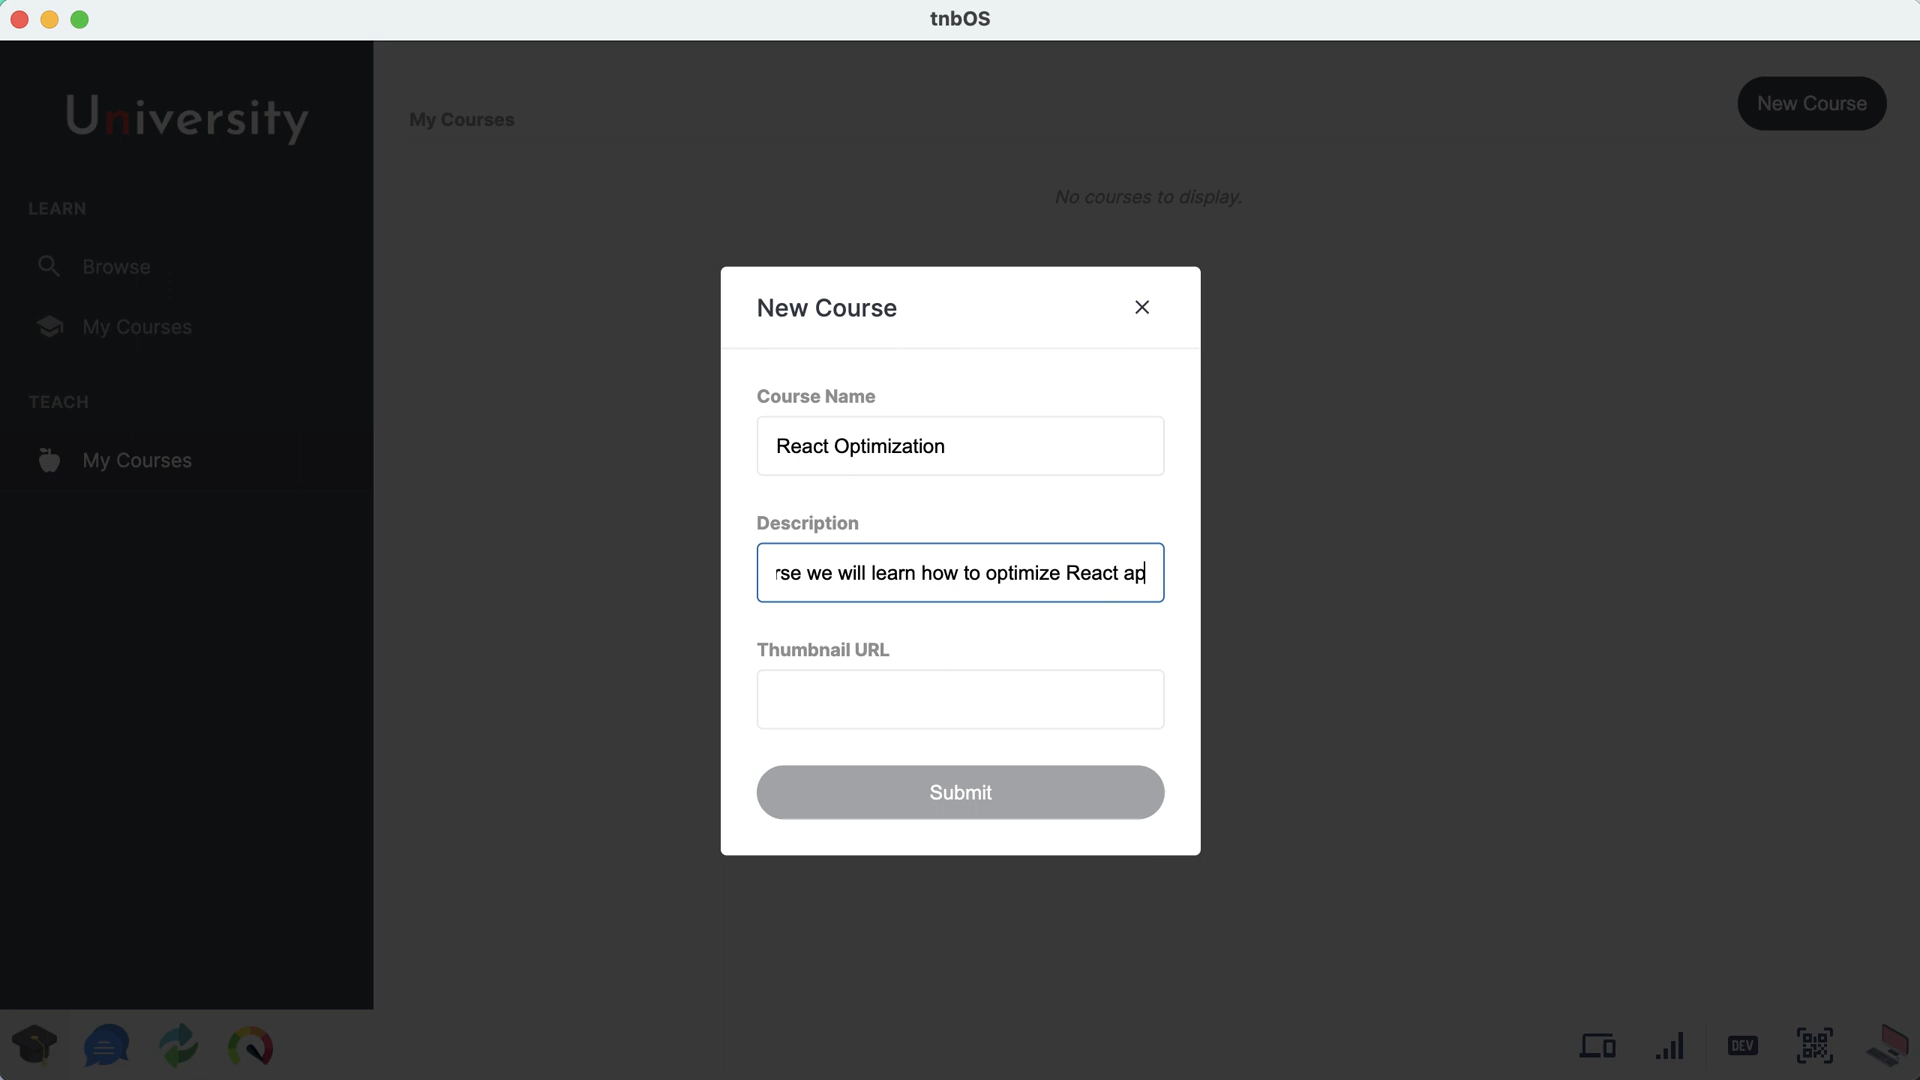 tnbOS
University
My Courses
New Course
No courses to display.
LEARN
Browse
My Courses
TEACH
My Courses
New Course
Course Name
React Optimization
Description
rse we will learn how to optimize React ap
Thumbnail URL
Submit
DEV